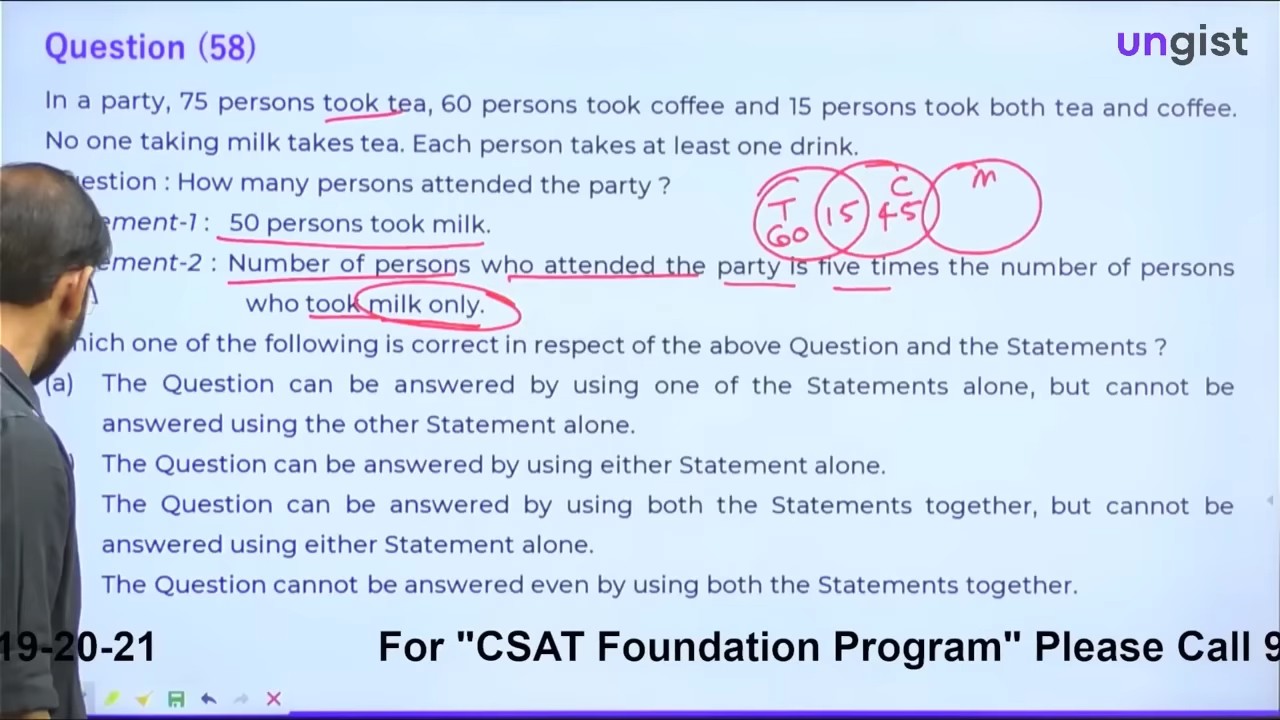 Question (58)
ungist
In a party, 75 persons took tea, 60 persons took coffee and 15 persons took both tea and coffee.
No one taking milk takes tea. Each person takes at least one drink.
uestion : How many persons attended the party ?
ement-1 : 50 persons took milk.
T 60 15 C 45 M
ement-2 : Number of persons who attended the party is five times the number of persons
who took milk only.
hich one of the following is correct in respect of the above Question and the Statements ?
(a) The Question can be answered by using one of the Statements alone, but cannot be
answered using the other Statement alone.
) The Question can be answered by using either Statement alone.
The Question can be answered by using both the Statements together, but cannot be
answered using either Statement alone.
The Question cannot be answered even by using both the Statements together.
19-20-21 For "CSAT Foundation Program" Please Call 9